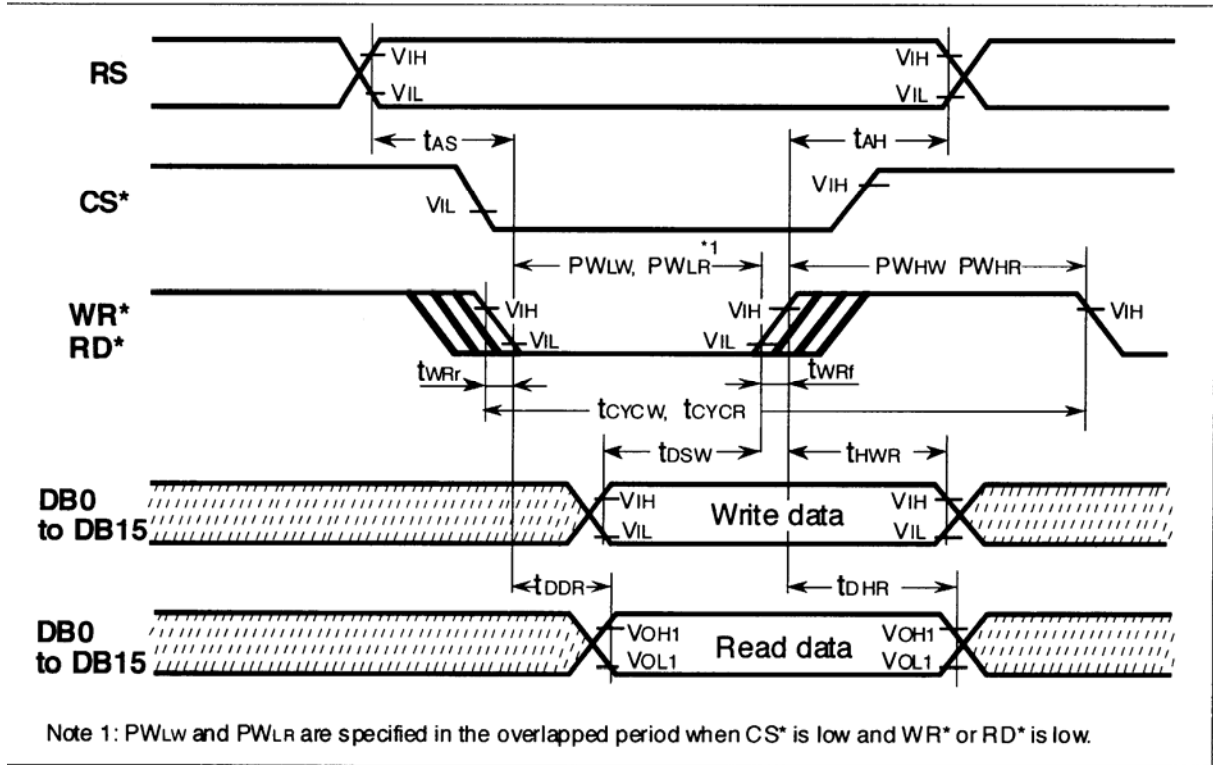 RS
VIH
VIL
VIH
VIL
tAS
tAH
CS*
VIL
VIH
PWLW, PWLR *1
PWHW PWHR
WR*
RD*
VIH
VIL
VIH
VIL
VIH
tWRr
tWRf
tCYCW, tCYCR
tDSW
tHWR
DB0
to DB15
VIH
VIL
Write data
VIH
VIL
tDDR
tDHR
DB0
to DB15
VOH1
VOL1
Read data
VOH1
VOL1
Note 1: PWLW and PWLR are specified in the overlapped period when CS* is low and WR* or RD* is low.